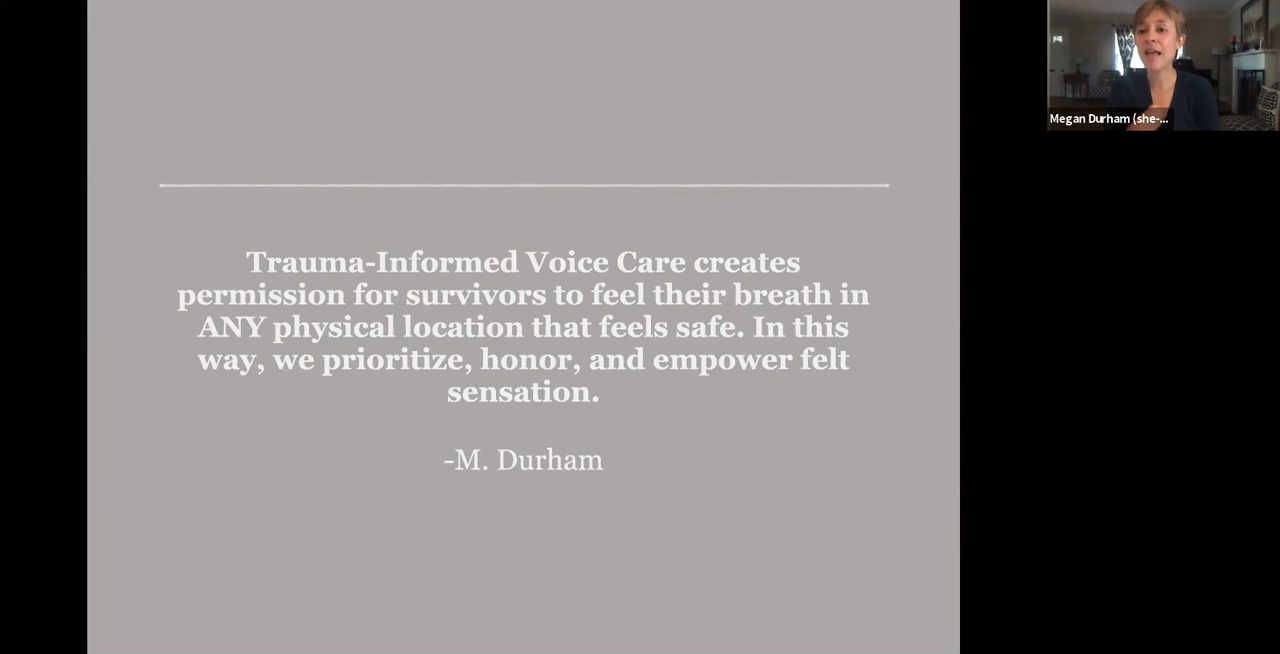 Megan Durham (she-...
Trauma-Informed Voice Care creates
permission for survivors to feel their breath in
ANY physical location that feels safe. In this
way, we prioritize, honor, and empower felt
sensation.
-M. Durham